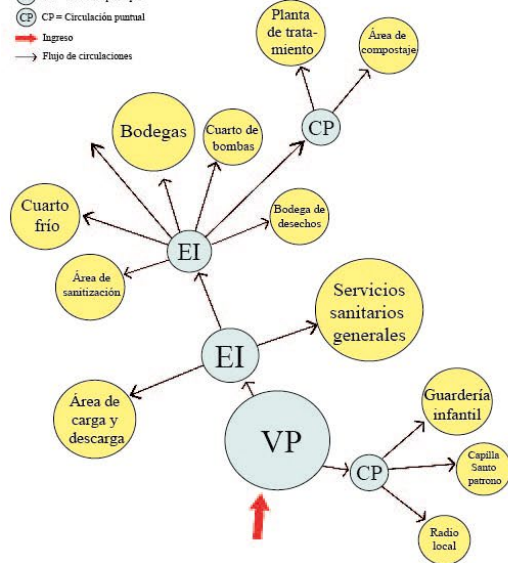 CP CP = Circulación puntual
Ingreso
Flujo de circulaciones
Planta
de trata-
miento
Área de
compostaje
CP
Bodegas
Cuarto de
bombas
Cuarto
frío
Bodega de
desechos
EI
Área de
sanitización
Servicios
sanitarios
generales
EI
Área de
carga y
descarga
VP
Guardería
infantil
CP
Capilla
Santo
patrono
Radio
local